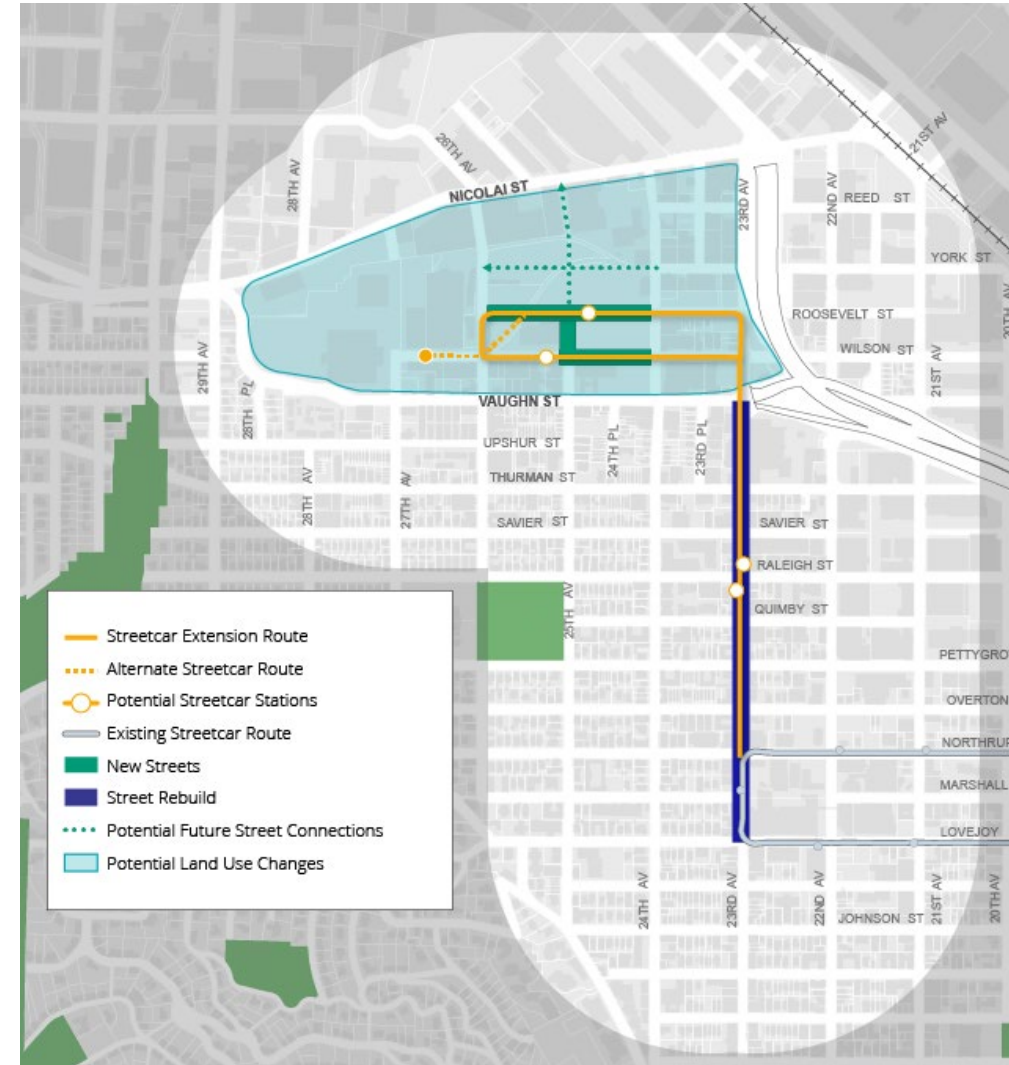 21ST AV
26TH AV
28TH AV
NICOLAI ST
23RD AV
22ND AV
REED ST
YORK ST
ROOSEVELT ST
20TH AV
WILSON ST
29TH AV
28TH PL
21ST AV
VAUGHN ST
UPSHUR ST
24TH PL
23RD PL
THURMAN ST
28TH AV
27TH AV
SAVIER ST
SAVIER ST
RALEIGH ST
25TH AV
QUIMBY ST
Streetcar Extension Route
Alternate Streetcar Route
Potential Streetcar Stations
Existing Streetcar Route
New Streets
Street Rebuild
Potential Future Street Connections
Potential Land Use Changes
PETTYGRO
OVERTON
NORTHRUP
MARSHALL
LOVEJOY
24TH AV
23RD AV
22ND AV
JOHNSON ST
21ST AV
20TH AV